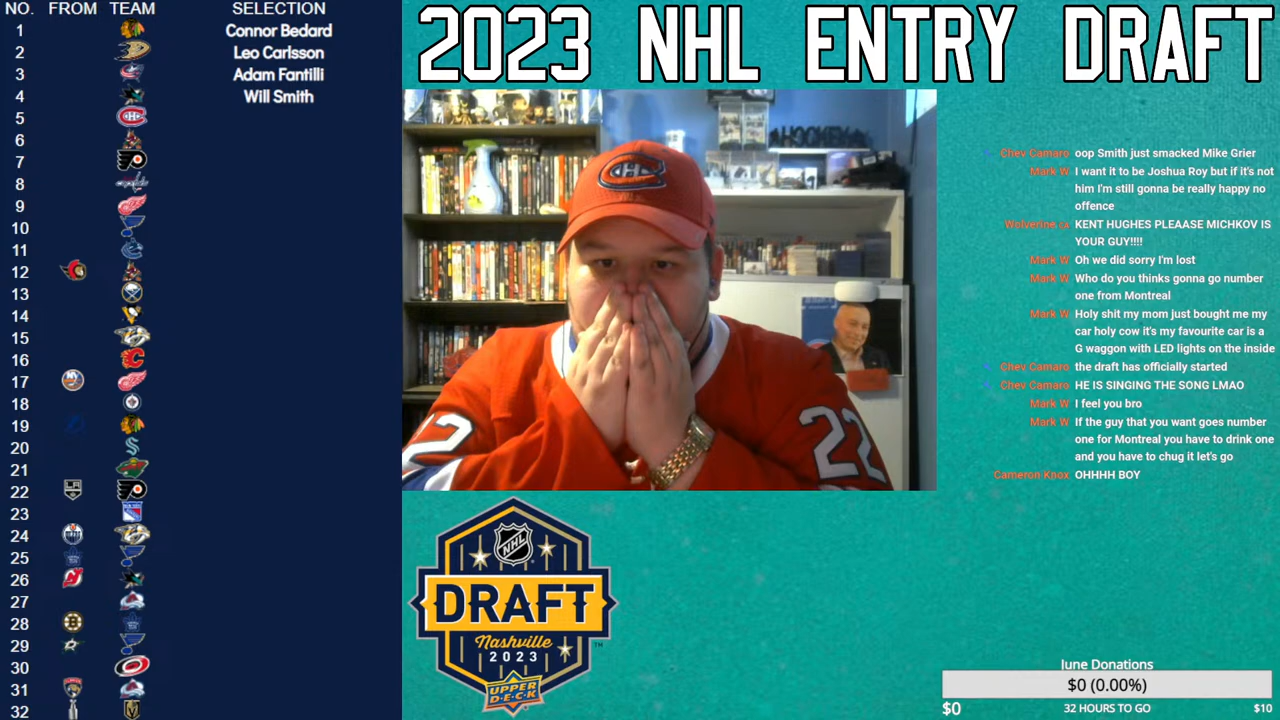 NO. FROM TEAM SELECTION
1 Connor Bedard
2 Leo Carlsson
3 Adam Fantilli
4 Will Smith
5
6
7
8
9
10
11
12
13
14
15
16
17
18
19
20
21
22
23
24
25
26
27
28
29
30
31
32
2023 NHL ENTRY DRAFT
HOCKEY
22
22
Chev Camaro oop Smith just smacked Mike Grier
Mark W I want it to be Joshua Roy but if it's not
him I'm still gonna be really happy no
offence
Wolverine.ca KENT HUGHES PLEAASE MICHKOV IS
YOUR GUY!!!!
Mark W Oh we did sorry I'm lost
Mark W Who do you thinks gonna go number
one from Montreal
Mark W Holy shit my mom just bought me my
car holy cow it's my favourite car is a
G waggon with LED lights on the inside
Chev Camaro the draft has officially started
Chev Camaro HE IS SINGING THE SONG LMAO
Mark W I feel you bro
Mark W If the guy that you want goes number
one for Montreal you have to drink one
and you have to chug it let's go
Cameron Knox OHHHH BOY
NHL
DRAFT
Nashville
2023
TM
UPPER
DECK
June Donations
$0 (0.00%)
$0 32 HOURS TO GO $10